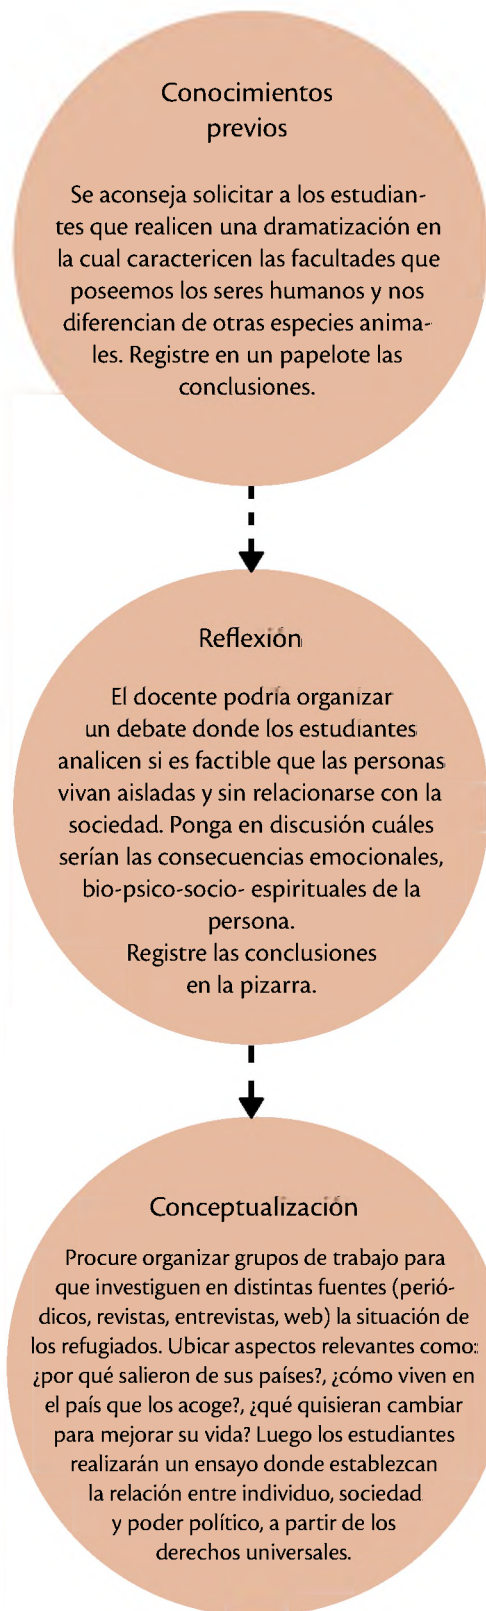 Conocimientos
previos
Se aconseja solicitar a los estudian-
tes que realicen una dramatización en
la cual caractericen las facultades que
poseemos los seres humanos y nos
diferencian de otras especies anima-
les. Registre en un papelote las
conclusiones.
Reflexión
El docente podría organizar
un debate donde los estudiantes
analicen si es factible que las personas
vivan aisladas y sin relacionarse con la
sociedad. Ponga en discusión cuáles
serían las consecuencias emocionales,
bio-psico-socio- espirituales de la
persona.
Registre las conclusiones
en la pizarra.
Conceptualización
Procure organizar grupos de trabajo para
que investiguen en distintas fuentes (perió-
dicos, revistas, entrevistas, web) la situación de
los refugiados. Ubicar aspectos relevantes como:
¿por qué salieron de sus países?, ¿cómo viven en
el país que los acoge?, ¿qué quisieran cambiar
para mejorar su vida? Luego los estudiantes
realizarán un ensayo donde establezcan
la relación entre individuo, sociedad
y poder político, a partir de los
derechos universales.